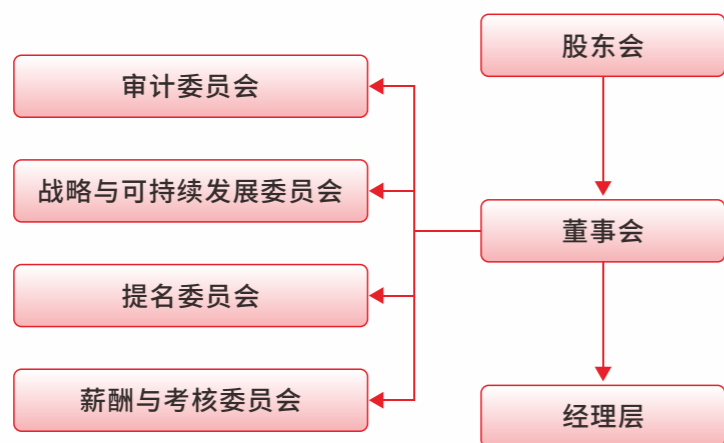 股东会
审计委员会
战略与可持续发展委员会
董事会
提名委员会
薪酬与考核委员会
经理层